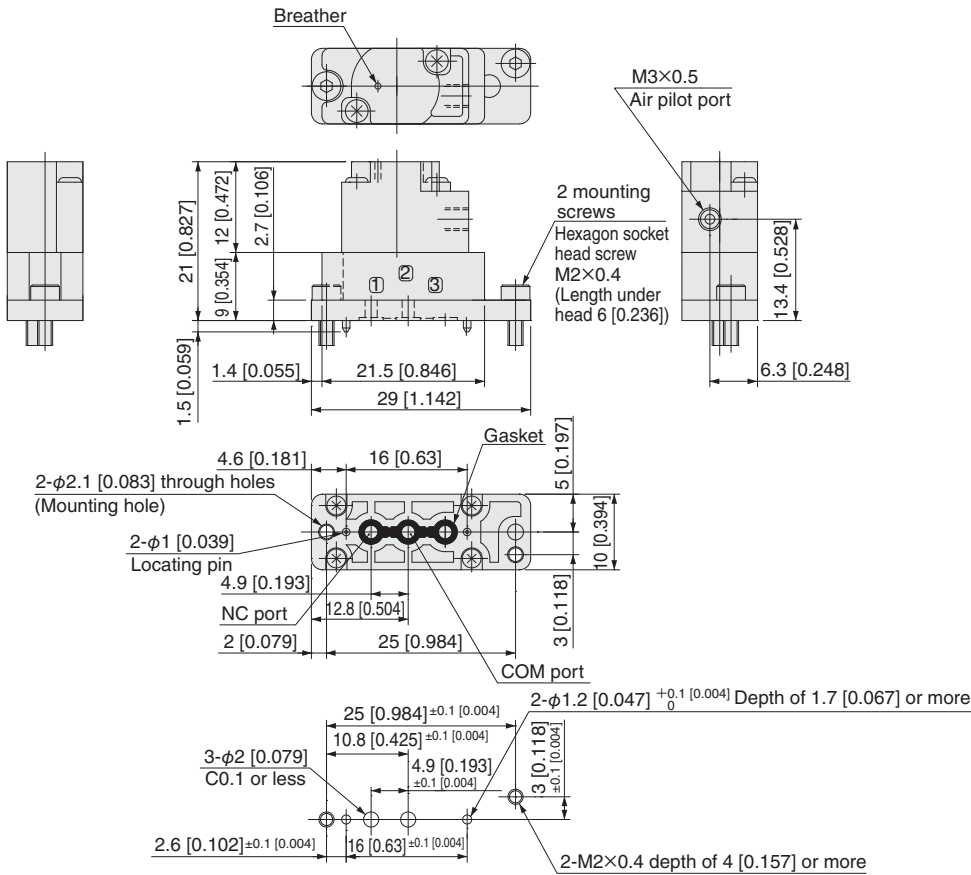 Breather
M3×0.5
Air pilot port
21 [0.827]
12 [0.472]
9 [0.354]
2.7 [0.106]
1.5 [0.059]
1
2
3
2 mounting
screws
Hexagon socket
head screw
M2×0.4
(Length under
head 6 [0.236])
13.4 [0.528]
6.3 [0.248]
1.4 [0.055]
21.5 [0.846]
29 [1.142]
Gasket
4.6 [0.181]
16 [0.63]
5 [0.197]
10 [0.394]
2-φ2.1 [0.083] through holes
(Mounting hole)
2-φ1 [0.039]
Locating pin
4.9 [0.193]
NC port
12.8 [0.504]
3 [0.118]
2 [0.079]
25 [0.984]
COM port
2-φ1.2 [0.047] +0.1 [0.004] 0 Depth of 1.7 [0.067] or more
25 [0.984]±0.1 [0.004]
10.8 [0.425]±0.1 [0.004]
3-φ2 [0.079]
C0.1 or less
4.9 [0.193]
±0.1 [0.004]
3 [0.118]
±0.1 [0.004]
2.6 [0.102]±0.1 [0.004]
16 [0.63]±0.1 [0.004]
2-M2×0.4 depth of 4 [0.157] or more